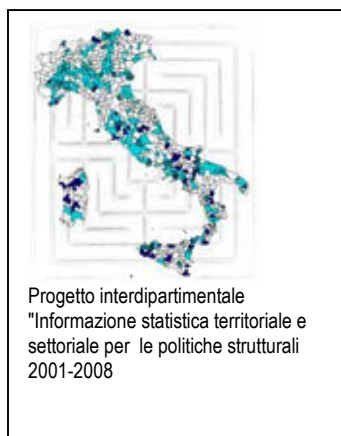 Progetto interdipartimentale
"Informazione statistica territoriale e
settoriale per le politiche strutturali
2001-2008